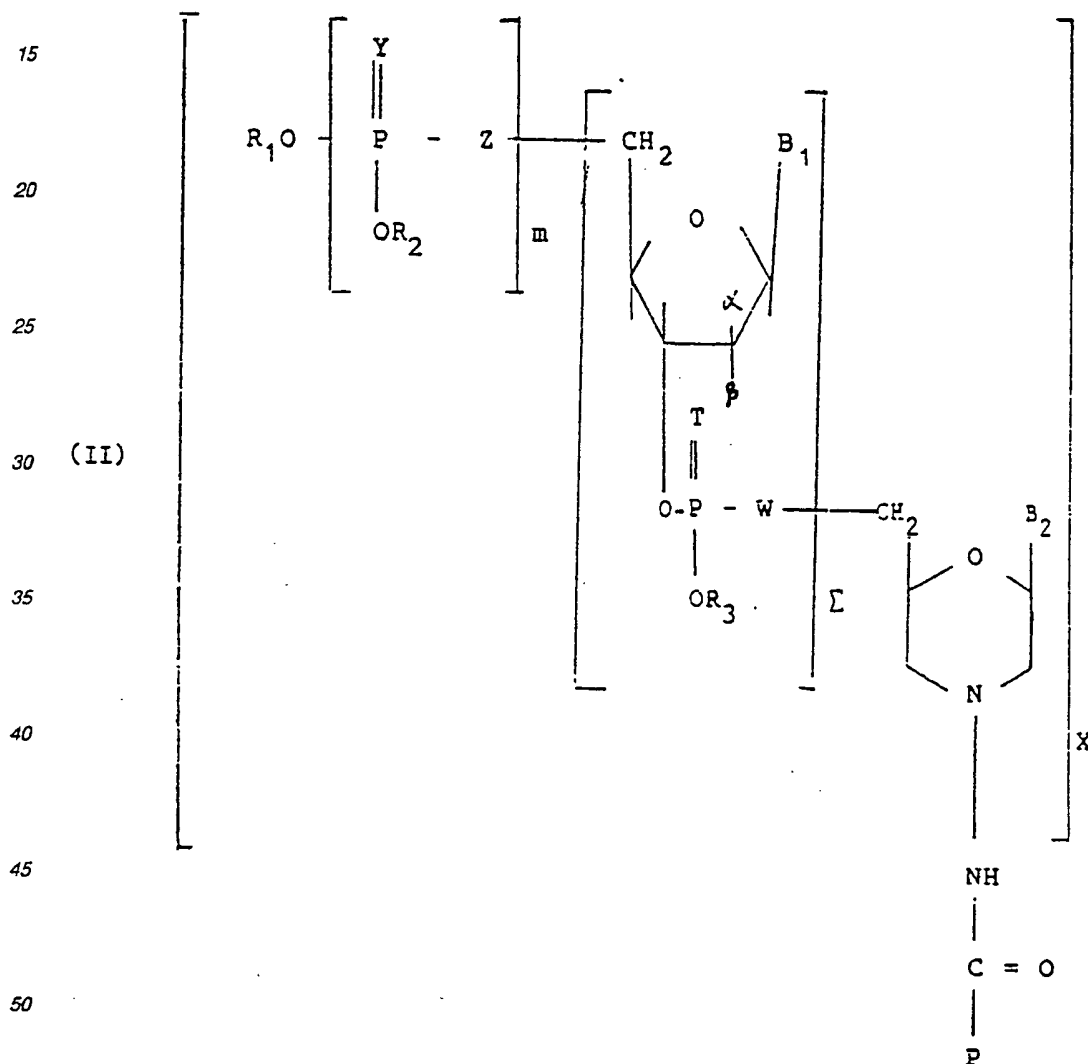 15
Y
R₁O - P - Z CH₂ B₁
20
O
OR₂ m
25
α
β
T
30 (II)
O-P - W CH₂ B₂
O
35
OR₃ Σ
N
40
X
45
NH
C = O
50
P